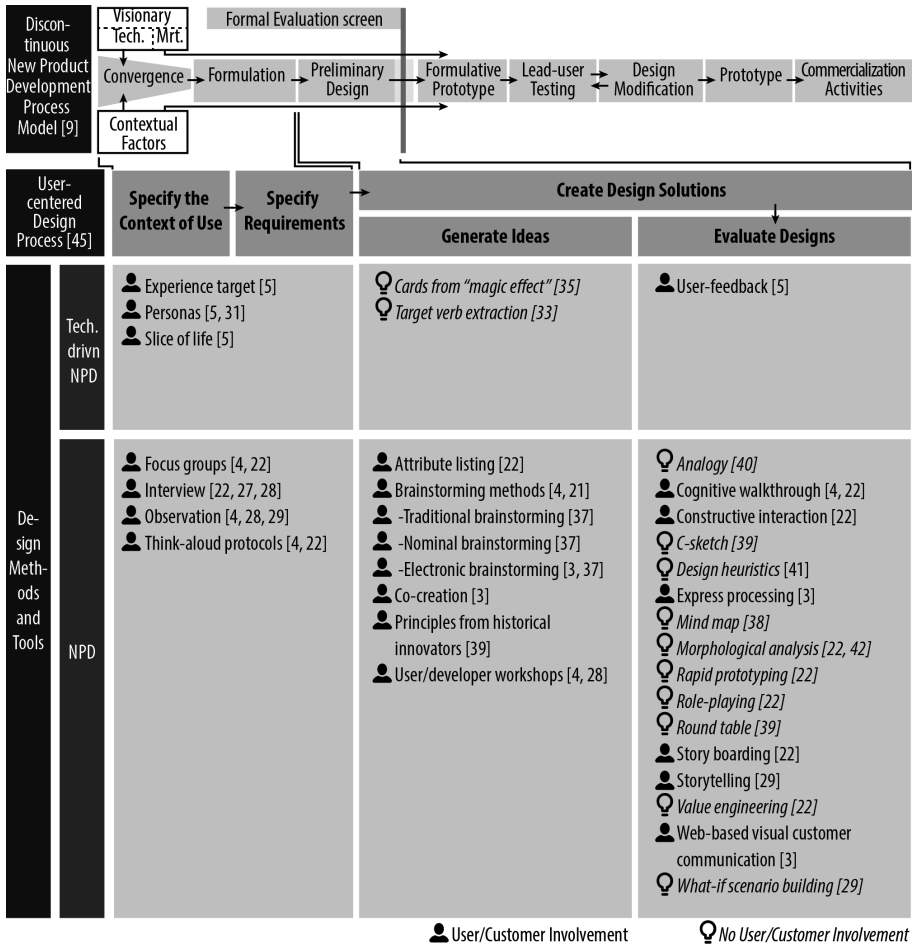 Discon-
tinuous
New Product
Development
Process
Model [9]
Visionary
Tech. Mrt.
Formal Evaluation screen
Convergence
Formulation
Preliminary
Design
Formulative
Prototype
Lead-user
Testing
Design
Modification
Prototype
Commercialization
Activities
Contextual
Factors
User-
centered
Design
Process [45]
Specify the
Context of Use
Specify
Requirements
Create Design Solutions
Generate Ideas
Evaluate Designs
De-
sign
Meth-
ods
and
Tools
Tech.
drivn
NPD
Experience target [5]
Personas [5, 31]
Slice of life [5]
Cards from “magic effect” [35]
Target verb extraction [33]
User-feedback [5]
NPD
Focus groups [4, 22]
Interview [22, 27, 28]
Observation [4, 28, 29]
Think-aloud protocols [4, 22]
Attribute listing [22]
Brainstorming methods [4, 21]
-Traditional brainstorming [37]
-Nominal brainstorming [37]
-Electronic brainstorming [3, 37]
Co-creation [3]
Principles from historical
innovators [39]
User/developer workshops [4, 28]
Analogy [40]
Cognitive walkthrough [4, 22]
Constructive interaction [22]
C-sketch [39]
Design heuristics [41]
Express processing [3]
Mind map [38]
Morphological analysis [22, 42]
Rapid prototyping [22]
Role-playing [22]
Round table [39]
Story boarding [22]
Storytelling [29]
Value engineering [22]
Web-based visual customer
communication [3]
What-if scenario building [29]
User/Customer Involvement
No User/Customer Involvement